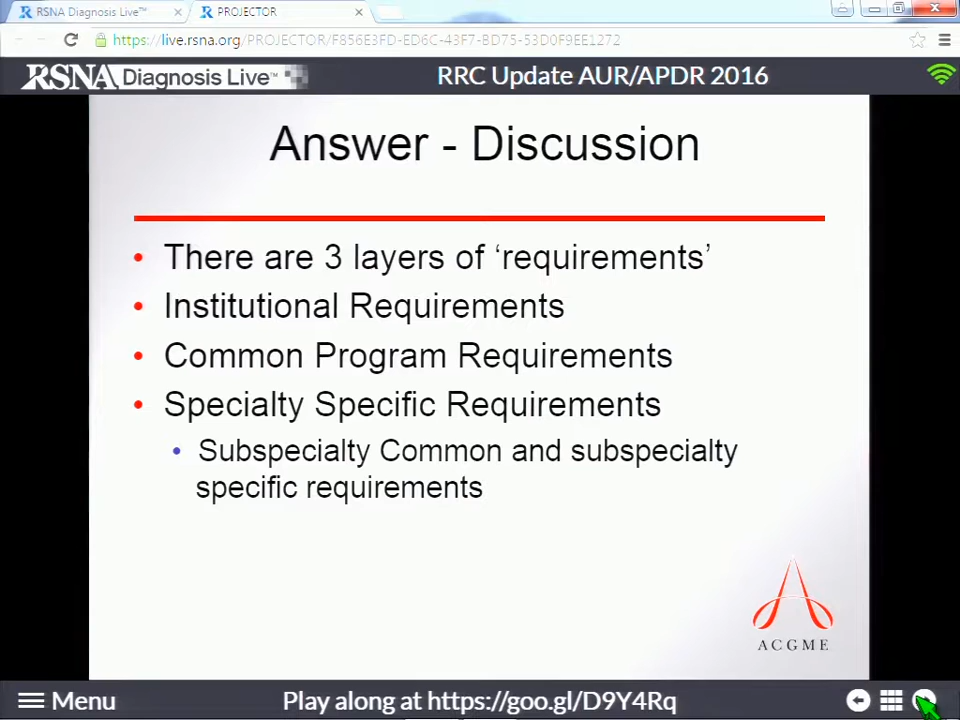 RSNA Diagnosis Live™
PROJECTOR
https://live.rsna.org/PROJECTOR/F856E3FD-ED6C-43F7-BD75-53D0F9EE1272
RSNA Diagnosis Live™
RRC Update AUR/APDR 2016
Answer - Discussion
• There are 3 layers of ‘requirements’
• Institutional Requirements
• Common Program Requirements
• Specialty Specific Requirements
• Subspecialty Common and subspecialty
specific requirements
ACGME
Menu
Play along at https://goo.gl/D9Y4Rq